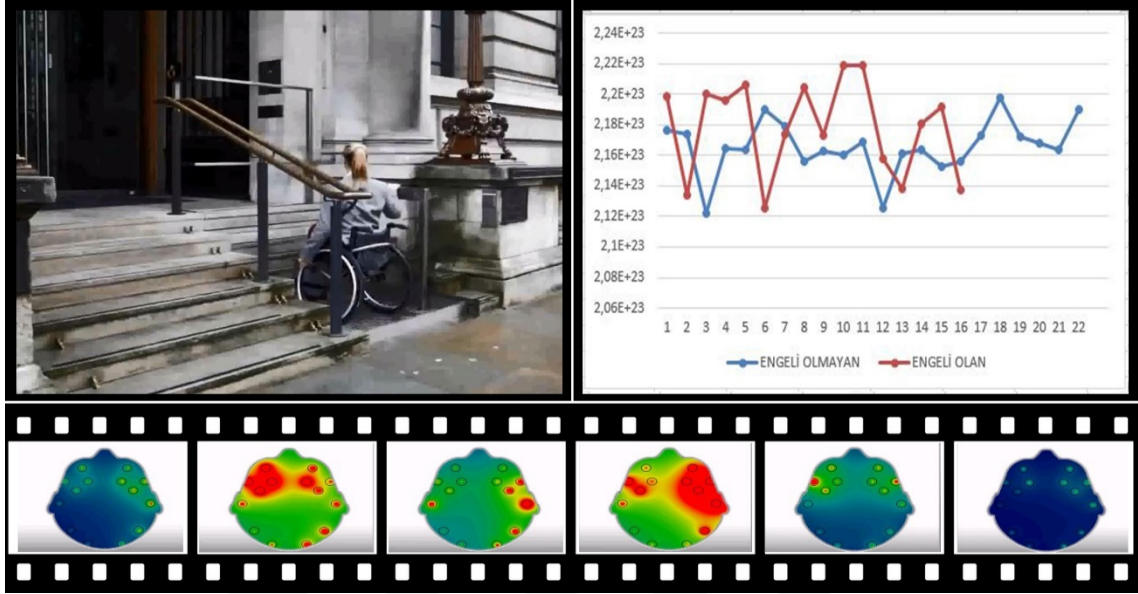 2,24E+23
2,22E+23
2,2E+23
2,18E+23
2,16E+23
2,14E+23
2,12E+23
2,1E+23
2,08E+23
2,06E+23
1 2 3 4 5 6 7 8 9 10 11 12 13 14 15 16 17 18 19 20 21 22
ENGELİ OLMAYAN ENGELİ OLAN